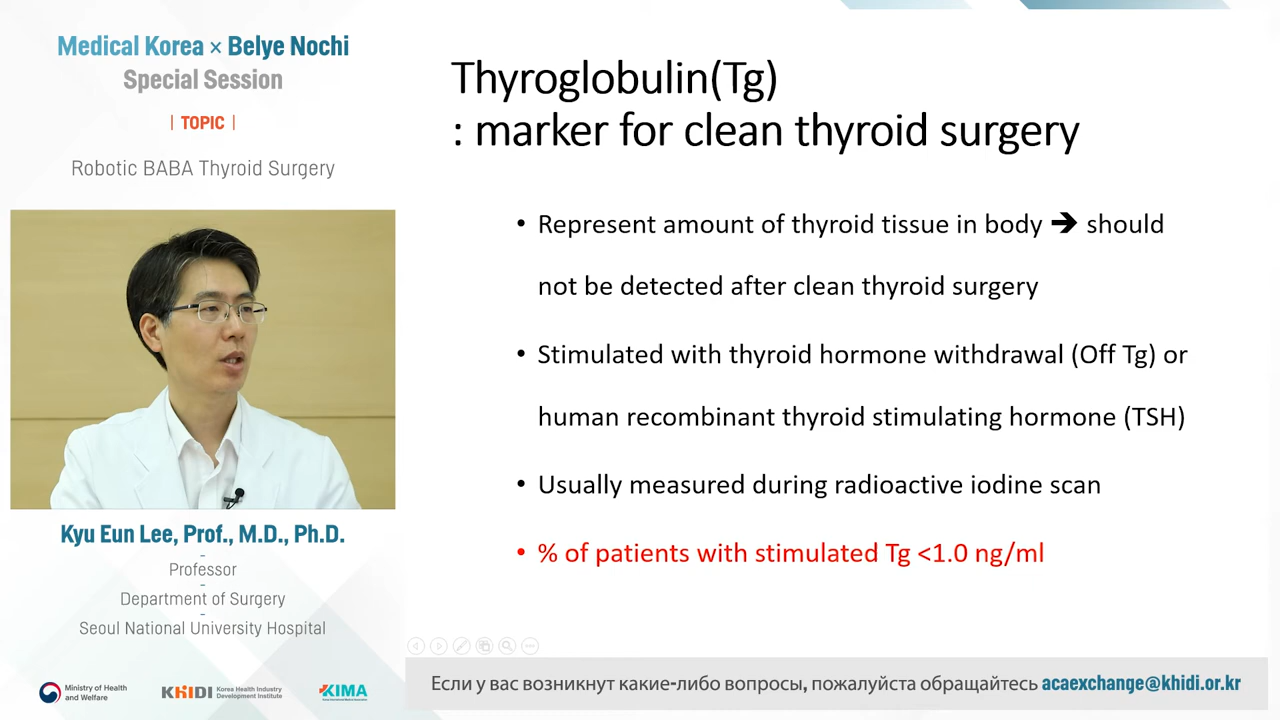 Medical Korea × Belye Nochi
Special Session
| TOPIC |
Robotic BABA Thyroid Surgery
Kyu Eun Lee, Prof., M.D., Ph.D.
-
Professor
-
Department of Surgery
-
Seoul National University Hospital
Ministry of Health
and Welfare
KHIDI Korea Health Industry
Development Institute
KIMA
Thyroglobulin(Tg)
: marker for clean thyroid surgery
• Represent amount of thyroid tissue in body ➔ should
not be detected after clean thyroid surgery
• Stimulated with thyroid hormone withdrawal (Off Tg) or
human recombinant thyroid stimulating hormone (TSH)
• Usually measured during radioactive iodine scan
• % of patients with stimulated Tg <1.0 ng/ml
Если у вас возникнут какие-либо вопросы, пожалуйста обращайтесь acaexchange@khidi.or.kr